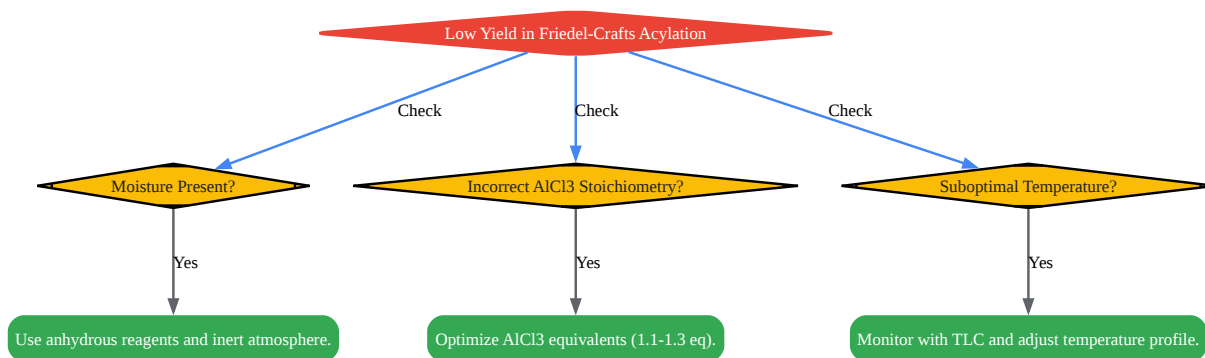 Low Yield in Friedel-Crafts Acylation
Check
Check
Check
Moisture Present?
Incorrect AlCl3 Stoichiometry?
Suboptimal Temperature?
Yes
Yes
Yes
Use anhydrous reagents and inert atmosphere.
Optimize AlCl3 equivalents (1.1-1.3 eq).
Monitor with TLC and adjust temperature profile.